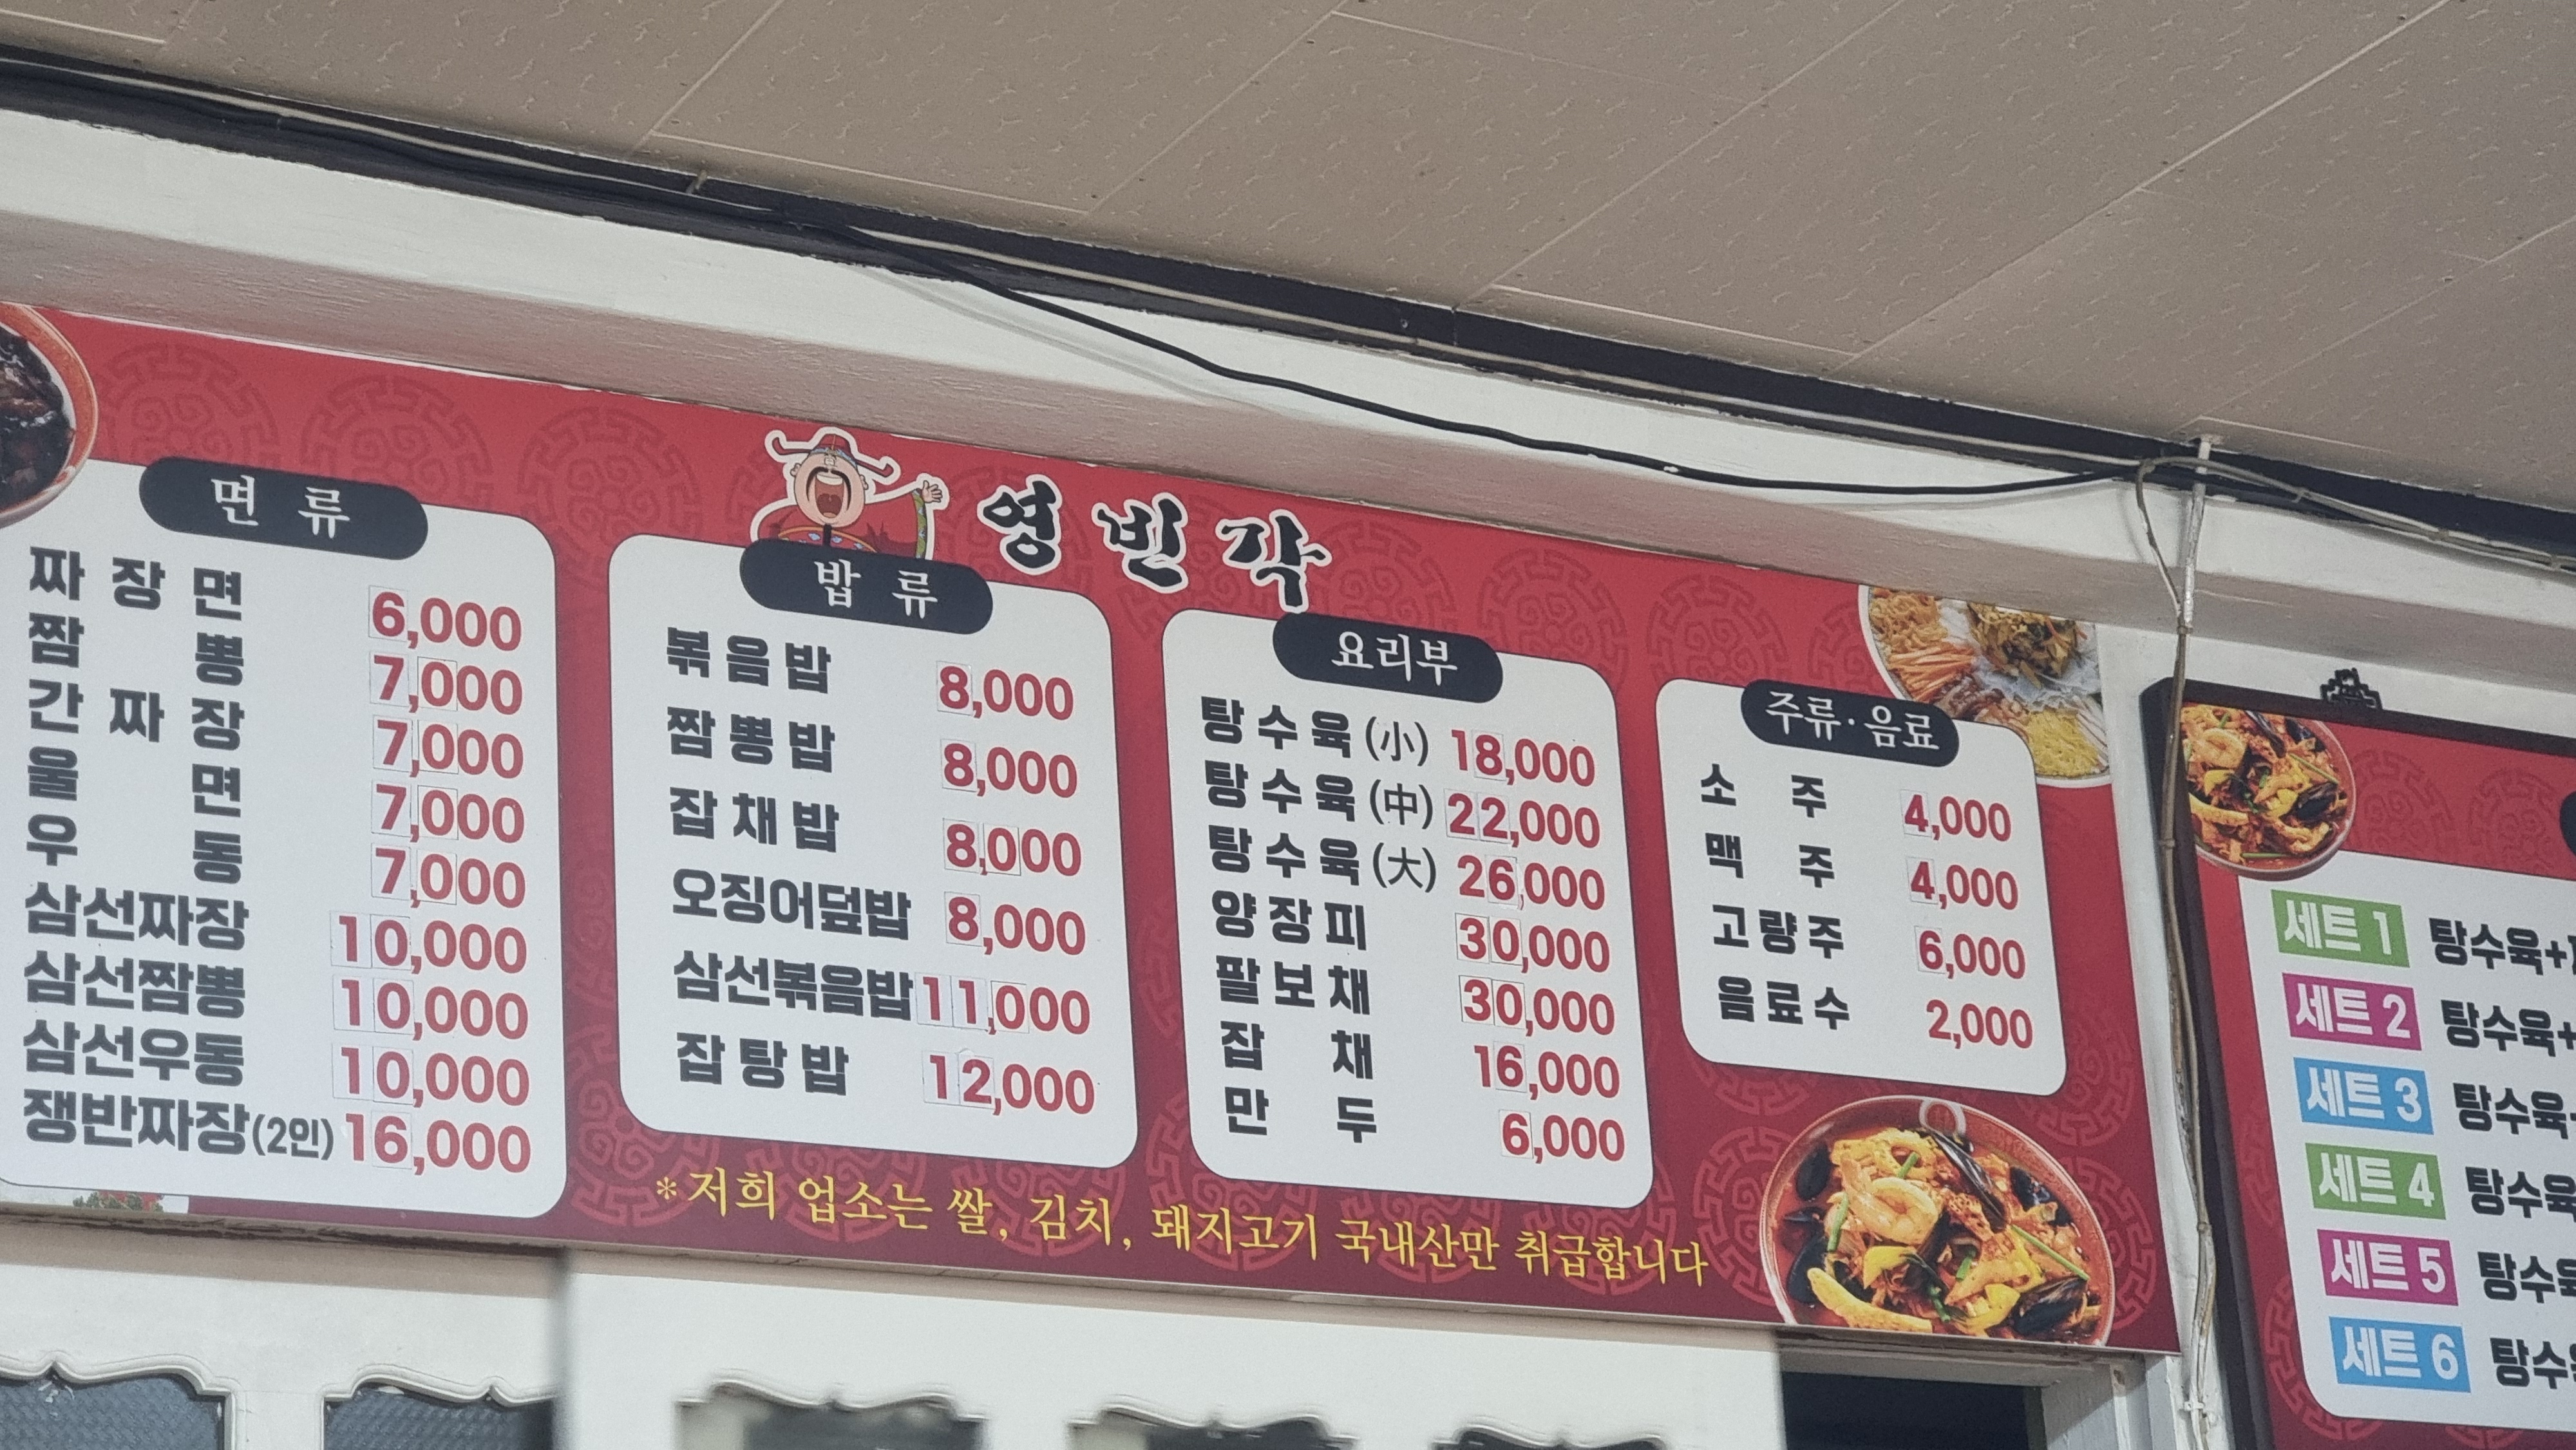 영빈각
면 류
짜장면 6,000
짬뽕 7,000
간짜장 7,000
울면 7,000
우동 7,000
삼선짜장 10,000
삼선짬뽕 10,000
삼선우동 10,000
쟁반짜장(2인) 16,000
밥 류
볶음밥 8,000
짬뽕밥 8,000
잡채밥 8,000
오징어덮밥 8,000
삼선볶음밥 11,000
잡탕밥 12,000
요리부
탕수육(小) 18,000
탕수육(中) 22,000
탕수육(大) 26,000
양장피 30,000
팔보채 30,000
잡채 16,000
만두 6,000
주류·음료
소주 4,000
맥주 4,000
고량주 6,000
음료수 2,000
*저희 업소는 쌀, 김치, 돼지고기 국내산만 취급합니다
세트 1 탕수육+
세트 2 탕수육+
세트 3 탕수육
세트 4 탕수육
세트 5
세트 6